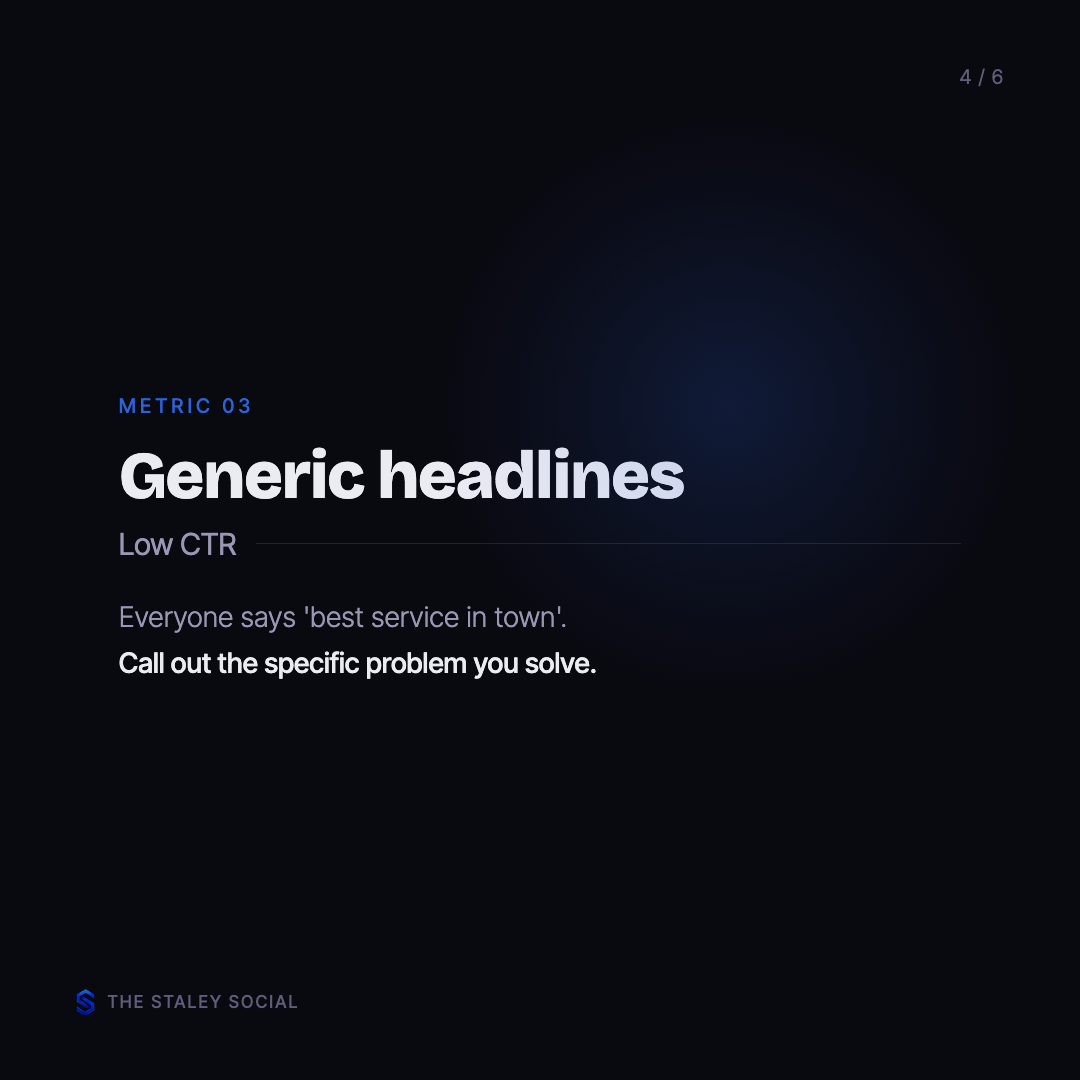 4 / 6
METRIC 03
Generic headlines
Low CTR
Everyone says 'best service in town'.
Call out the specific problem you solve.
THE STALEY SOCIAL